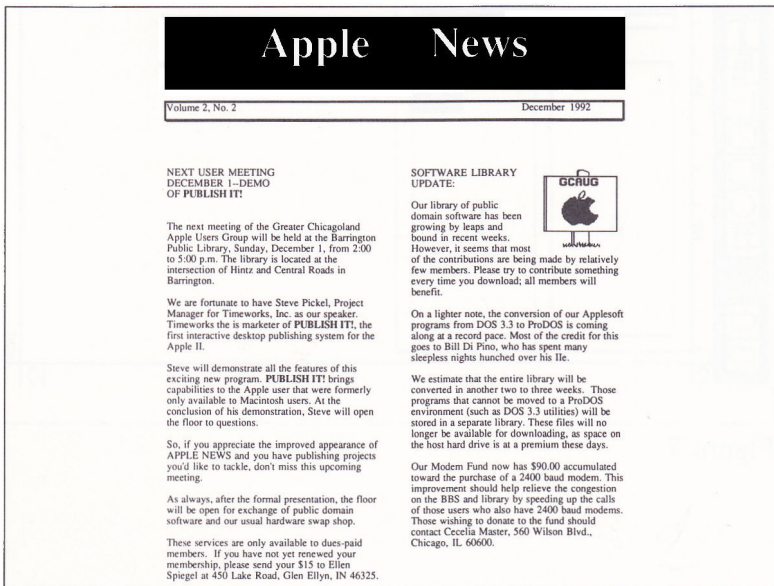 Apple News
Volume 2, No. 2 December 1992
NEXT USER MEETING
DECEMBER 1--DEMO
OF PUBLISH IT!
The next meeting of the Greater Chicagoland
Apple Users Group will be held at the Barrington
Public Library, Sunday, December 1, from 2:00
to 5:00 p.m. The library is located at the
intersection of Hintz and Central Roads in
Barrington.
We are fortunate to have Steve Pickel, Project
Manager for Timeworks, Inc. as our speaker.
Timeworks the is marketer of PUBLISH IT!, the
first interactive desktop publishing system for the
Apple II.
Steve will demonstrate all the features of this
exciting new program. PUBLISH IT! brings
capabilities to the Apple user that were formerly
only available to Macintosh users. At the
conclusion of his demonstration, Steve will open
the floor to questions.
So, if you appreciate the improved appearance of
APPLE NEWS and you have publishing projects
you'd like to tackle, don't miss this upcoming
meeting.
As always, after the formal presentation, the floor
will be open for exchange of public domain
software and our usual hardware swap shop.
These services are only available to dues-paid
members. If you have not yet renewed your
membership, please send your $15 to Ellen
Spiegel at 450 Lake Road, Glen Ellyn, IN 46325.
SOFTWARE LIBRARY
UPDATE:
GCAUG
Our library of public
domain software has been
growing by leaps and
bound in recent weeks.
However, it seems that most
of the contributions are being made by relatively
few members. Please try to contribute something
every time you download; all members will
benefit.
On a lighter note, the conversion of our Applesoft
programs from DOS 3.3 to ProDOS is coming
along at a record pace. Most of the credit for this
goes to Bill Di Pino, who has spent many
sleepless nights hunched over his IIe.
We estimate that the entire library will be
converted in another two to three weeks. Those
programs that cannot be moved to a ProDOS
environment (such as DOS 3.3 utilities) will be
stored in a separate library. These files will no
longer be available for downloading, as space on
the host hard drive is at a premium these days.
Our Modem Fund now has $90.00 accumulated
toward the purchase of a 2400 baud modem. This
improvement should help relieve the congestion
on the BBS and library by speeding up the calls
of those users who also have 2400 baud modems.
Those wishing to donate to the fund should
contact Cecelia Master, 560 Wilson Blvd.,
Chicago, IL 60600.